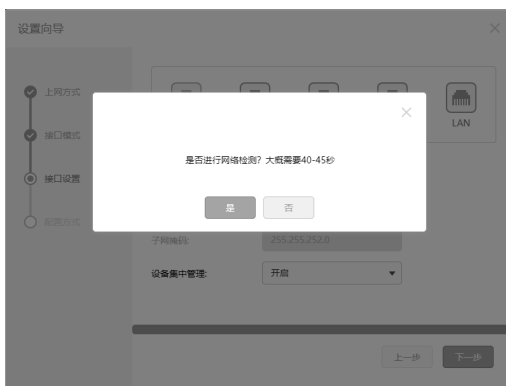 设置向导
上网方式
接口模式
接口设置
配置方式
LAN
是否进行网络检测？大概需要40-45秒
是
否
子网掩码:
255.255.252.0
设备集中管理:
开启
上一步
下一步